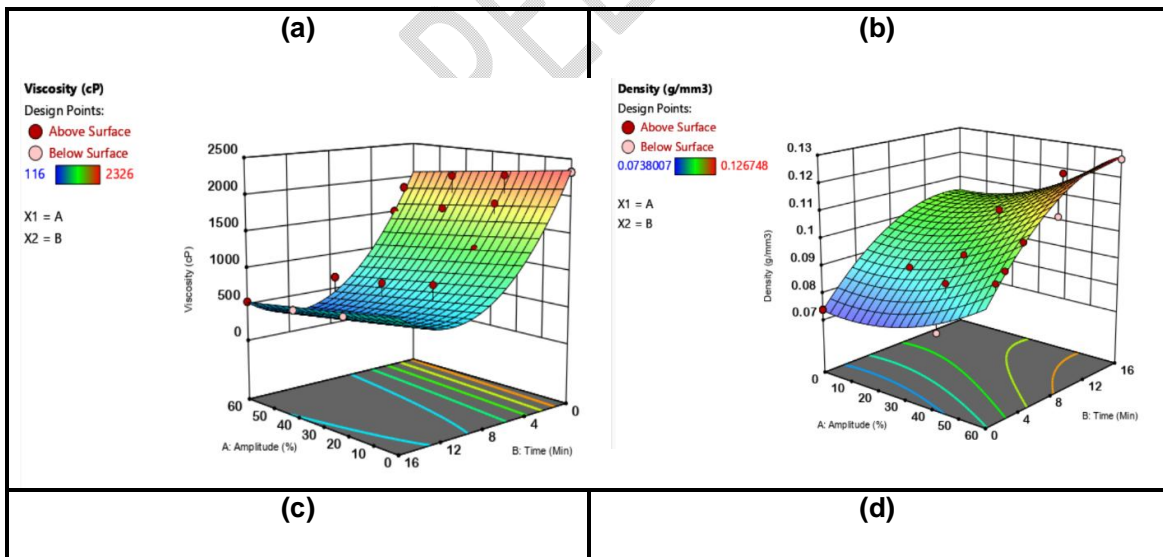 (a)
(b)
Viscosity (cP)
Design Points:
Above Surface
Below Surface
116 2326
X1 = A
X2 = B
2500
2000
1500
1000
500
0
Viscosity (cP)
60
50
40
30
20
10
0
A: Amplitude (%)
16
12
8
4
0
B: Time (Min)
Density (g/mm3)
Design Points:
Above Surface
Below Surface
0.0738007 0.126748
X1 = A
X2 = B
0.13
0.12
0.11
0.1
0.09
0.08
0.07
Density (g/mm3)
0
10
20
30
40
50
60
A: Amplitude (%)
0
4
8
12
16
B: Time (Min)
(c)
(d)